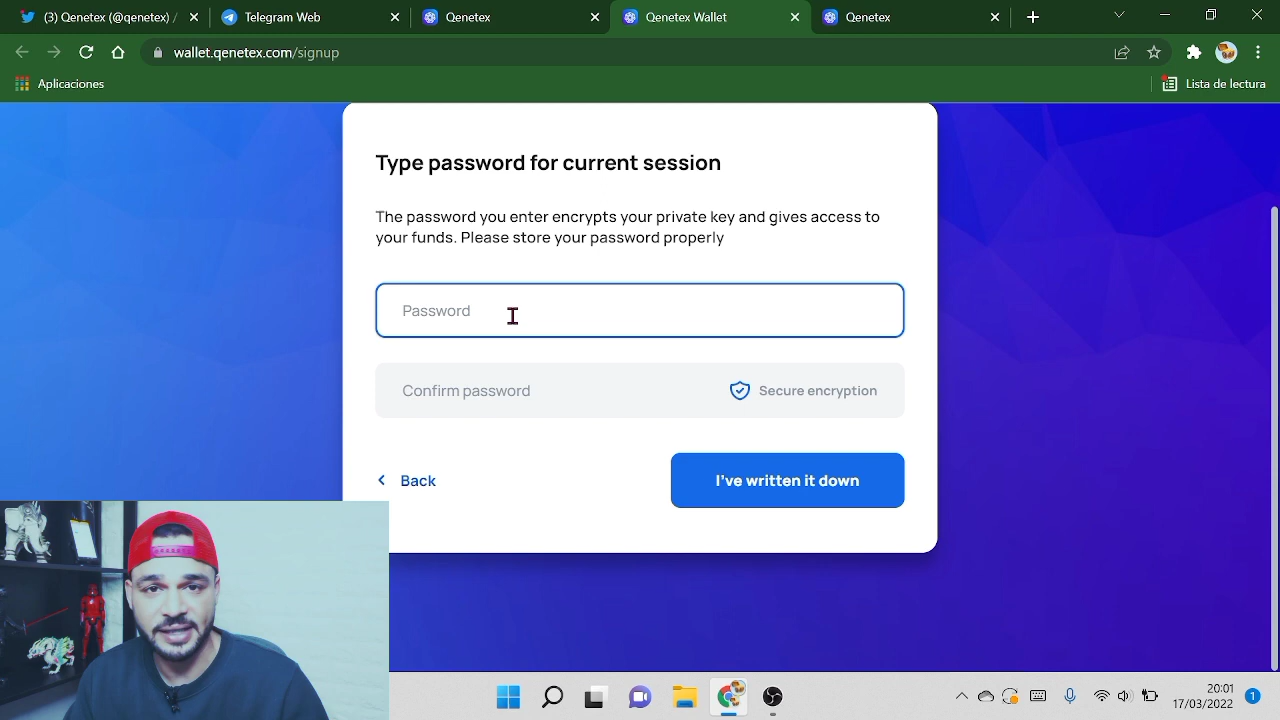 (3) Qenetex (@qenetex) /
Telegram Web
Qenetex
Qenetex Wallet
Qenetex
wallet.qenetex.com/signup
Aplicaciones
Lista de lectura
Type password for current session
The password you enter encrypts your private key and gives access to
your funds. Please store your password properly
Password
Confirm password
Secure encryption
Back
I've written it down
20:01
17/03/2022
1